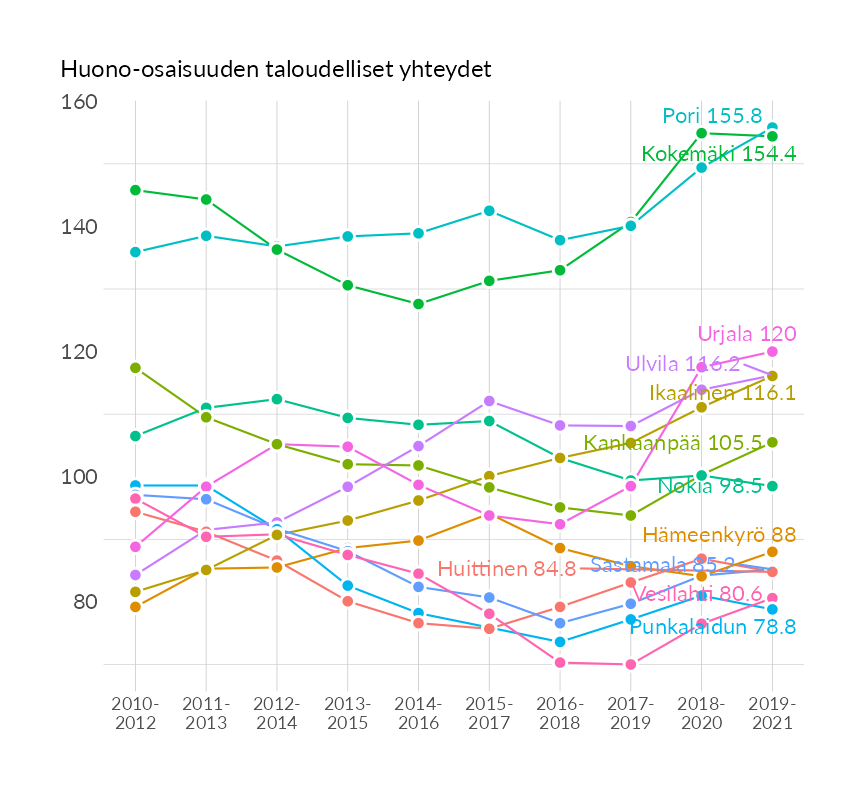 Huono-osaisuuden taloudelliset yhteydet
160
Pori 155.8
Kokemäki 154.4
140
Urjala 120
120
Ulvila 116.2
Ikaalinen 116.1
Kankaanpää 105.5
100
Nokia 98.5
Hämeenkyrö 88
Sastamala 85.2
Huittinen 84.8
80
Vesilahti 80.6
Punkalaidun 78.8
2010-
2012
2011-
2013
2012-
2014
2013-
2015
2014-
2016
2015-
2017
2016-
2018
2017-
2019
2018-
2020
2019-
2021